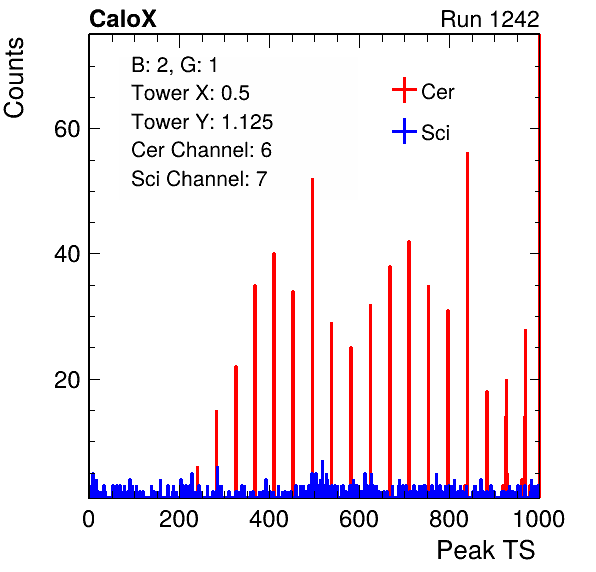 CaloX Run 1242
Counts
B: 2, G: 1
Tower X: 0.5
Tower Y: 1.125
Cer Channel: 6
Sci Channel: 7
Cer
Sci
60
40
20
0 200 400 600 800 1000
Peak TS